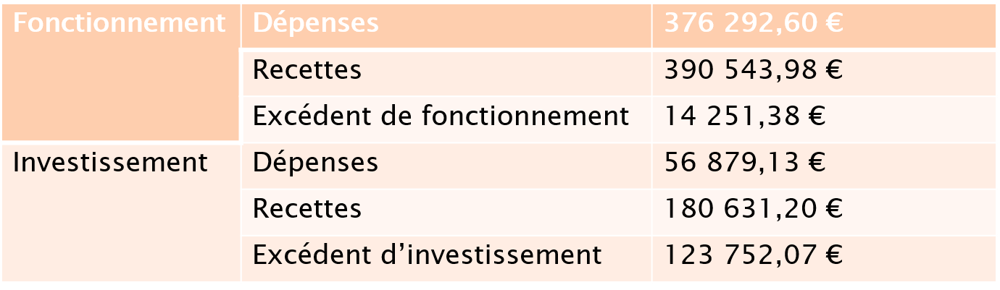 Fonctionnement Dépenses 376 292,60 €
Recettes 390 543,98 €
Excédent de fonctionnement 14 251,38 €
Investissement Dépenses 56 879,13 €
Recettes 180 631,20 €
Excédent d’investissement 123 752,07 €